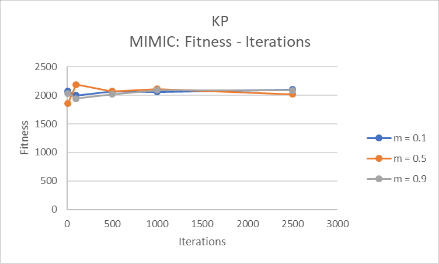 KP
MIMIC: Fitness - Iterations
2500
2000
1500
1000
500
0
Fitness
0 500 1000 1500 2000 2500 3000
Iterations
m = 0.1
m = 0.5
m = 0.9